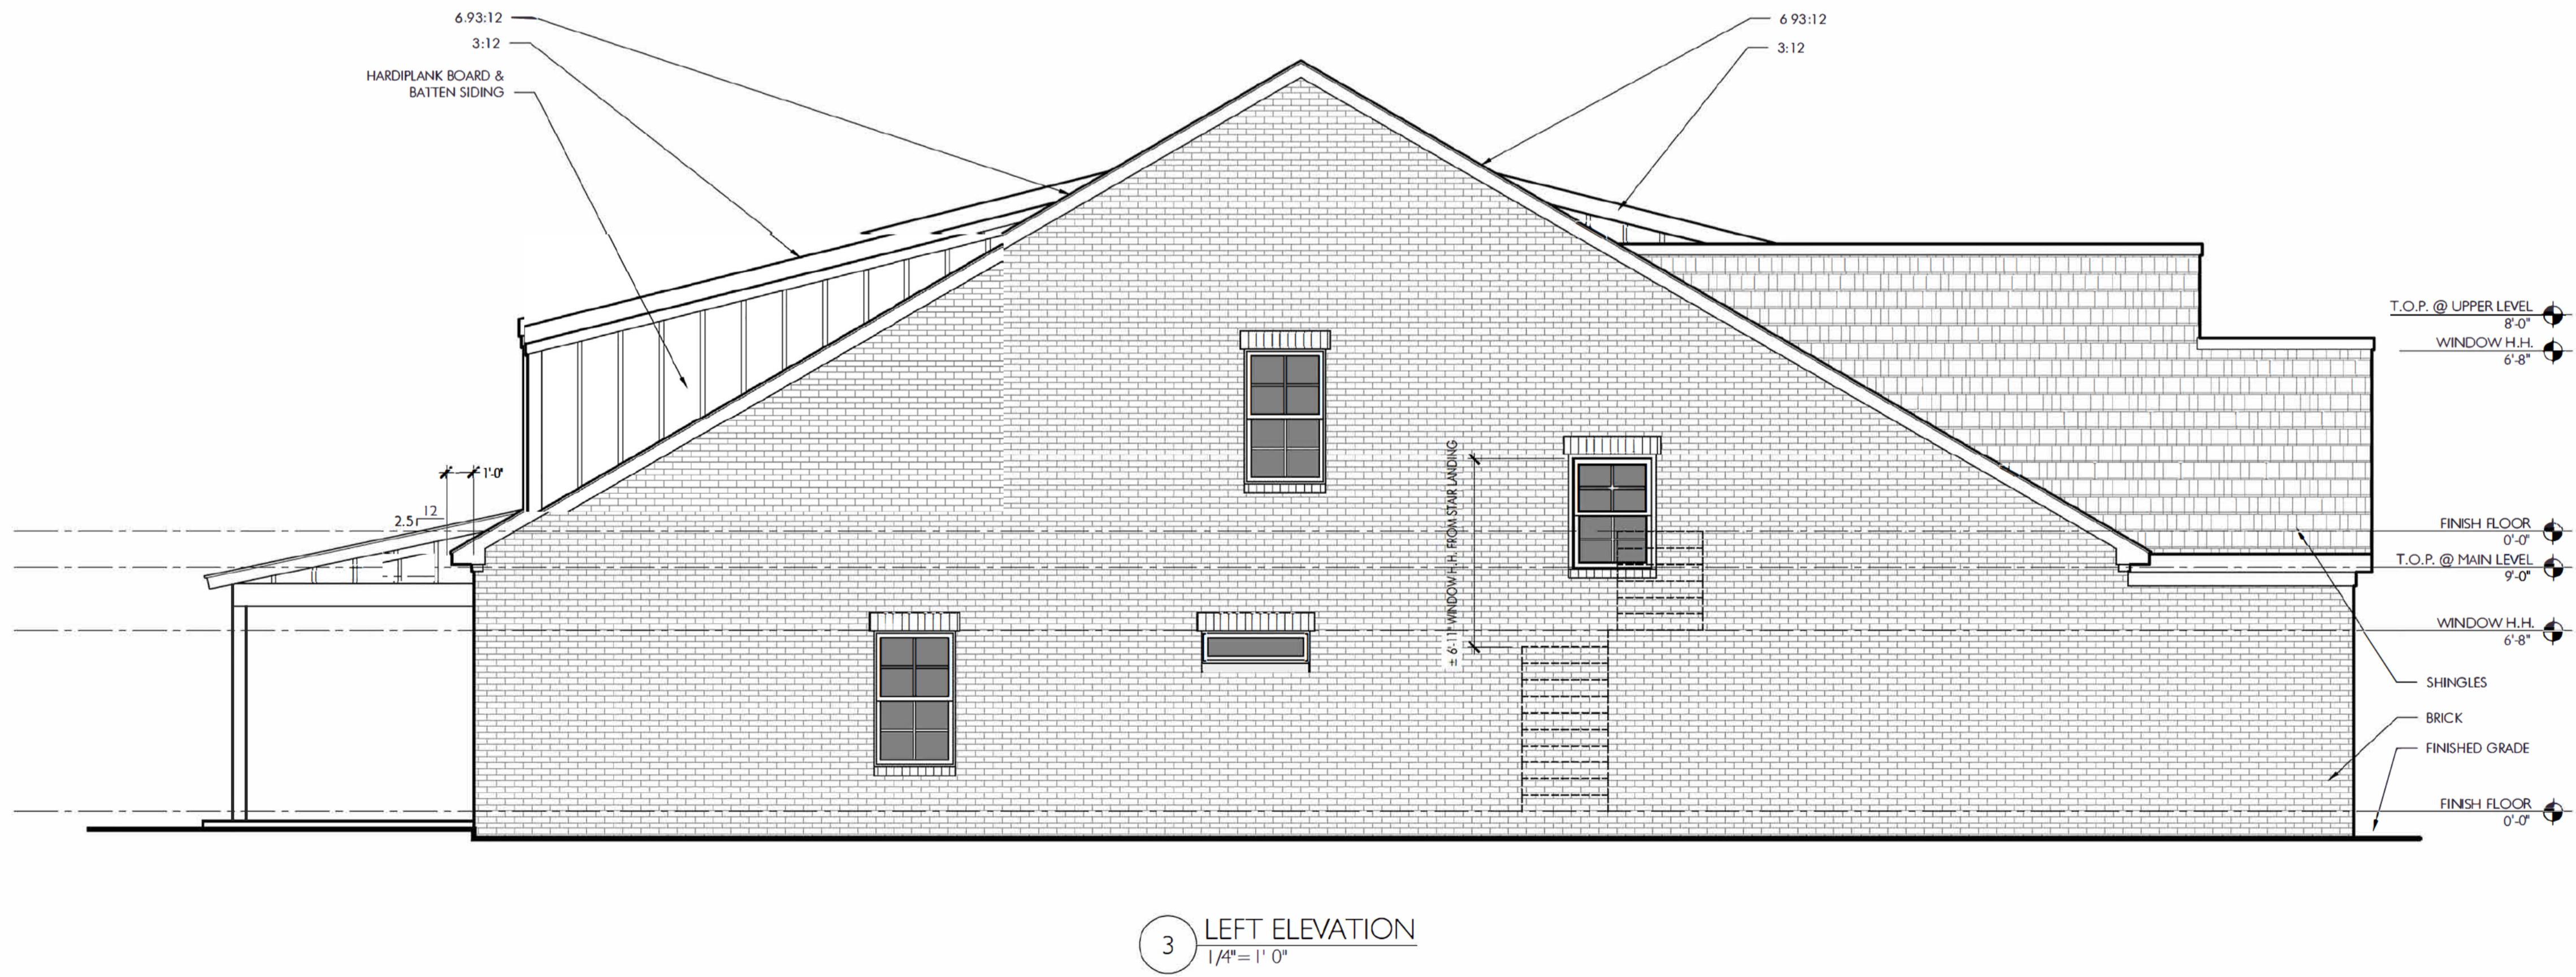 6.93:12
3:12
HARDIPLANK BOARD &
BATTEN SIDING
6 93:12
3:12
T.O.P. @ UPPER LEVEL
8'-0"
WINDOW H.H.
6'-8"
1'-0"
12
2.5
± 6'-11" WINDOW H.H. FROM STAIR LANDING
FINISH FLOOR
0'-0"
T.O.P. @ MAIN LEVEL
9'-0"
WINDOW H.H.
6'-8"
SHINGLES
BRICK
FINISHED GRADE
FINISH FLOOR
0'-0"
3
LEFT ELEVATION
1/4"=1' 0"